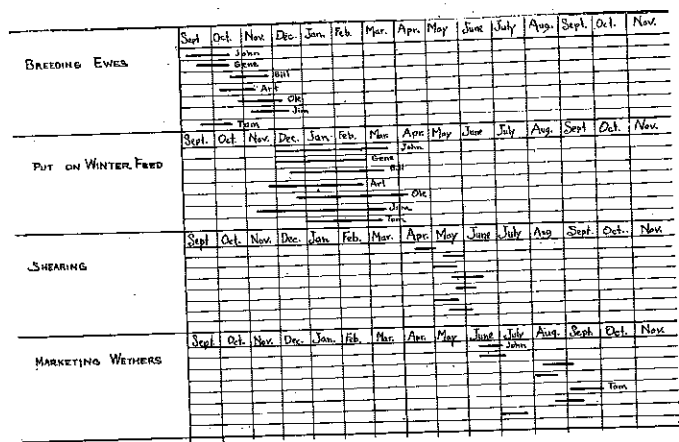 Sept Oct. Nov. Dec. Jan. Feb. Mar. Apr. May June July Aug. Sept. Oct. Nov.
BREEDING EWES
John
Gene
Bill
Art
Ole
Jim
Tom
Sept. Oct. Nov. Dec. Jan. Feb. Mar. Apr. May June July Aug. Sept Oct. Nov.
PUT ON WINTER FEED
John
Gene
Bill
Art
Ole
Jim
Tom
Sept Oct. Nov. Dec. Jan Feb. Mar. Apr. May June July Aug Sept. Oct. Nov.
SHEARING
Sept Oct. Nov. Dec. Jan. Feb. Mar. Apr. May June July Aug. Sept Oct. Nov.
MARKETING WETHERS
John
Tom